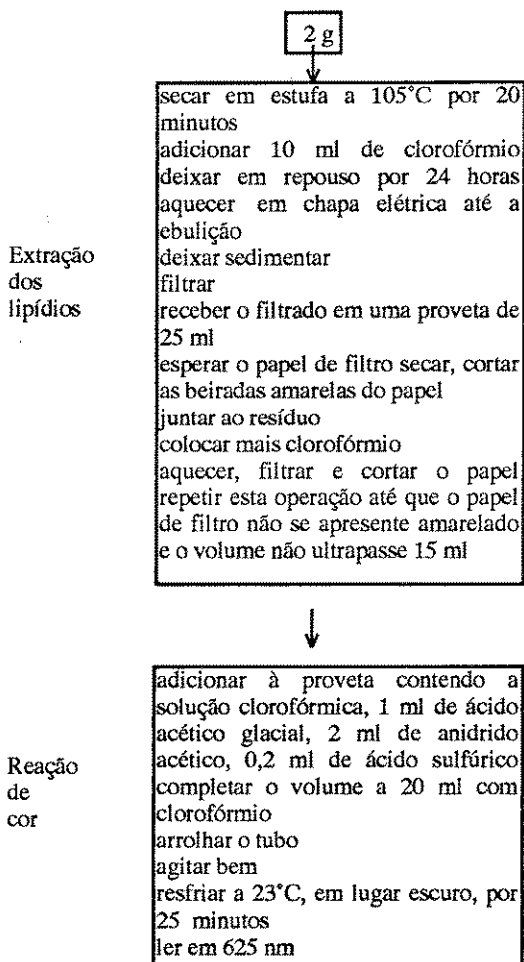 2 g
secar em estufa a 105°C por 20
minutos
adicionar 10 ml de clorofórmio
deixar em repouso por 24 horas
aquecer em chapa elétrica até a
ebulição
deixar sedimentar
filtrar
receber o filtrado em uma proveta de
25 ml
esperar o papel de filtro secar, cortar
as beiradas amarelas do papel
juntar ao resíduo
colocar mais clorofórmio
aquecer, filtrar e cortar o papel
repetir esta operação até que o papel
de filtro não se apresente amarelado
e o volume não ultrapasse 15 ml
Extração
dos
lipídios
adicionar à proveta contendo a
solução clorofórmica, 1 ml de ácido
acético glacial, 2 ml de anidrido
acético, 0,2 ml de ácido sulfúrico
completar o volume a 20 ml com
clorofórmio
arrolhar o tubo
agitar bem
resfriar a 23°C, em lugar escuro, por
25 minutos
ler em 625 nm
Reação
de
cor